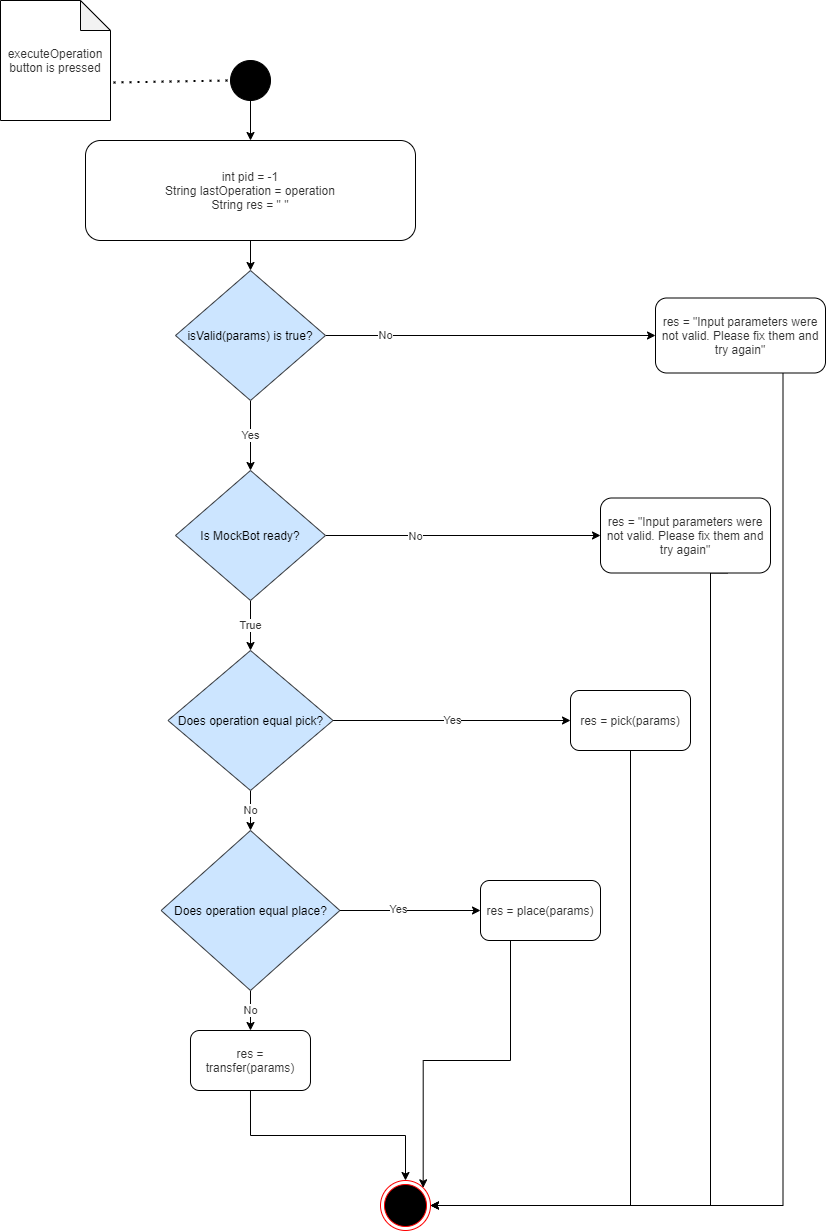 executeOperation
button is pressed
int pid = -1
String lastOperation = operation
String res = " "
isValid(params) is true?
No
res = "Input parameters were
not valid. Please fix them and
try again"
Yes
Is MockBot ready?
No
res = "Input parameters were
not valid. Please fix them and
try again"
True
Does operation equal pick?
Yes
res = pick(params)
No
Does operation equal place?
Yes
res = place(params)
No
res =
transfer(params)